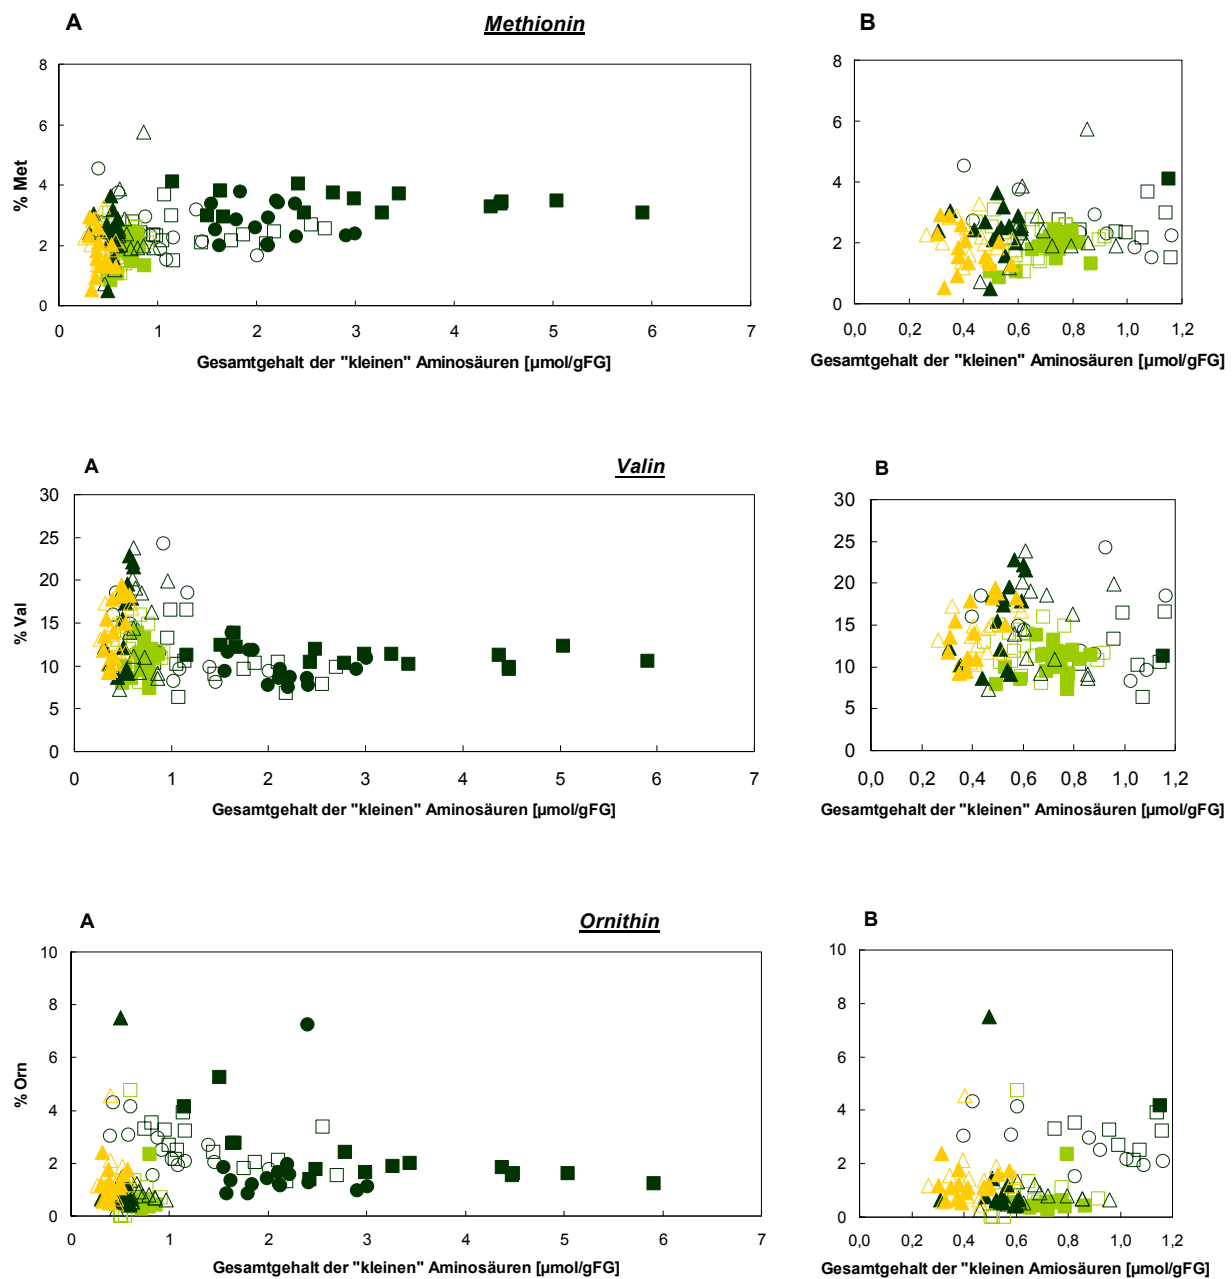 A
Methionin
B
8
6
4
2
0
% Met
0 1 2 3 4 5 6 7
Gesamtgehalt der "kleinen" Aminosäuren [µmol/gFG]
8
6
4
2
0
0,0 0,2 0,4 0,6 0,8 1,0 1,2
Gesamtgehalt der "kleinen" Aminosäuren [µmol/gFG]
A
Valin
B
30
25
20
15
10
5
0
% Val
0 1 2 3 4 5 6 7
Gesamtgehalt der "kleinen" Aminosäuren [µmol/gFG]
30
25
20
15
10
5
0
0,0 0,2 0,4 0,6 0,8 1,0 1,2
Gesamtgehalt der "kleinen" Aminosäuren [µmol/gFG]
A
Ornithin
B
10
8
6
4
2
0
% Orn
0 1 2 3 4 5 6 7
Gesamtgehalt der "kleinen" Aminosäuren [µmol/gFG]
10
8
6
4
2
0
0,0 0,2 0,4 0,6 0,8 1,0 1,2
Gesamtgehalt der "kleinen Aminosäuren [µmol/gFG]